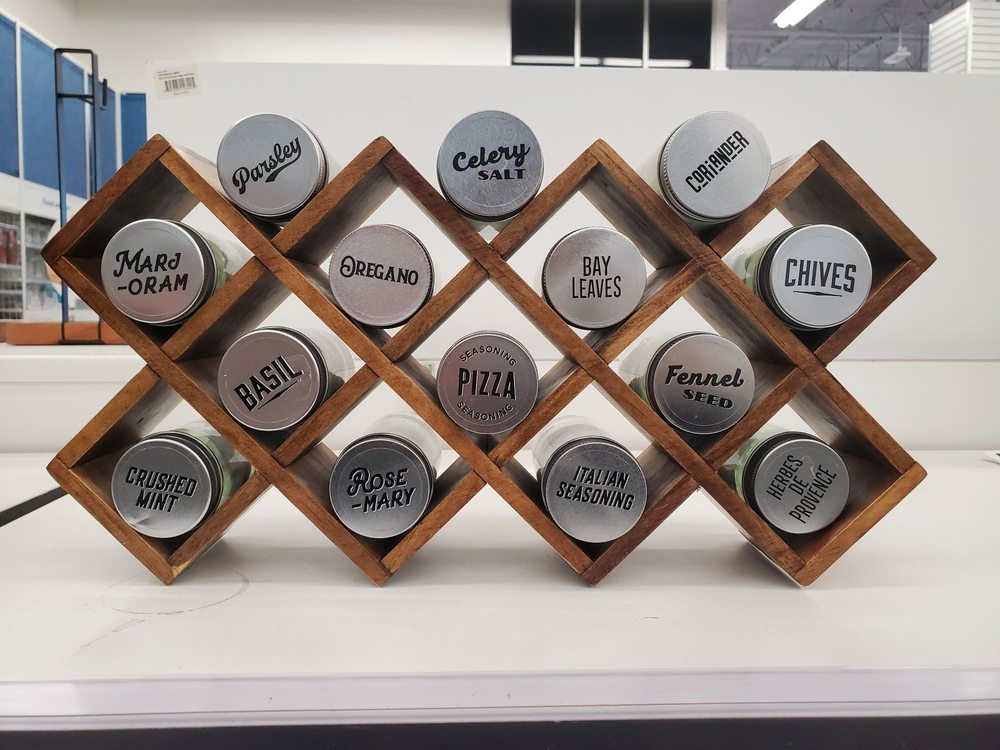 Parsley
Celery
SALT
CORIANDER
MARJ
-ORAM
OREGANO
BAY
LEAVES
CHIVES
BASIL
SEASONING
PIZZA
SEASONING
Fennel
SEED
CRUSHED
MINT
ROSE
-MARY
ITALIAN
SEASONING
HERBES
DE
PROVENCE